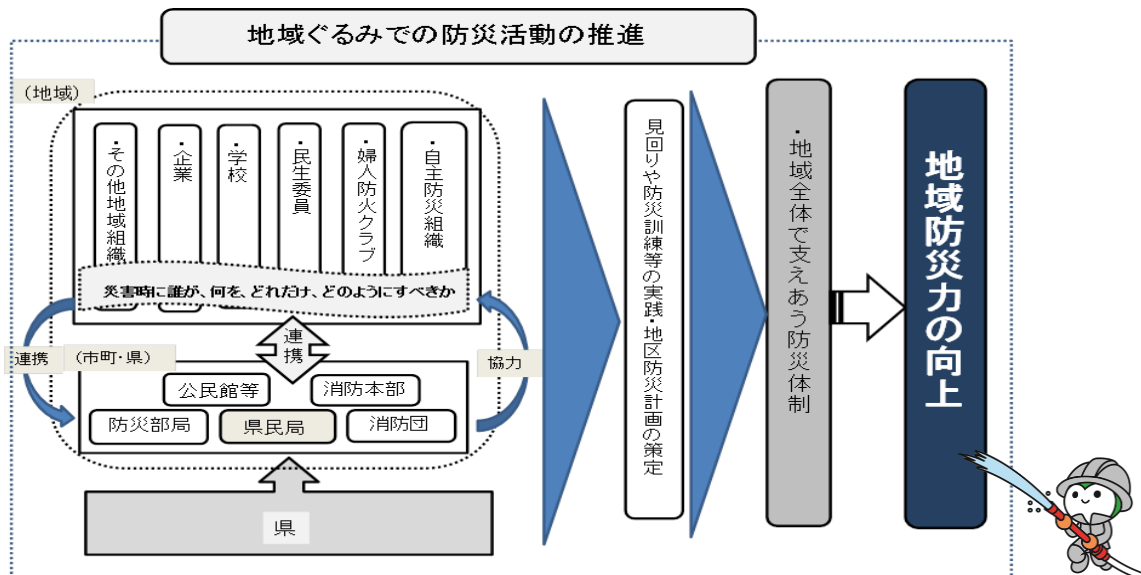 地域ぐるみでの防災活動の推進
（地域）
・自主防災組織
・婦人防火クラブ
・民生委員
・学校
・企業
・その他地域組織
災害時に誰が、何を、どれだけ、どのようにすべきか
連携
連携
協力
（市町・県）
公民館等
消防本部
防災部局
県民局
消防団
県
見回りや防災訓練等の実践・地区防災計画の策定
・地域全体で支えあう防災体制
地域防災力の向上